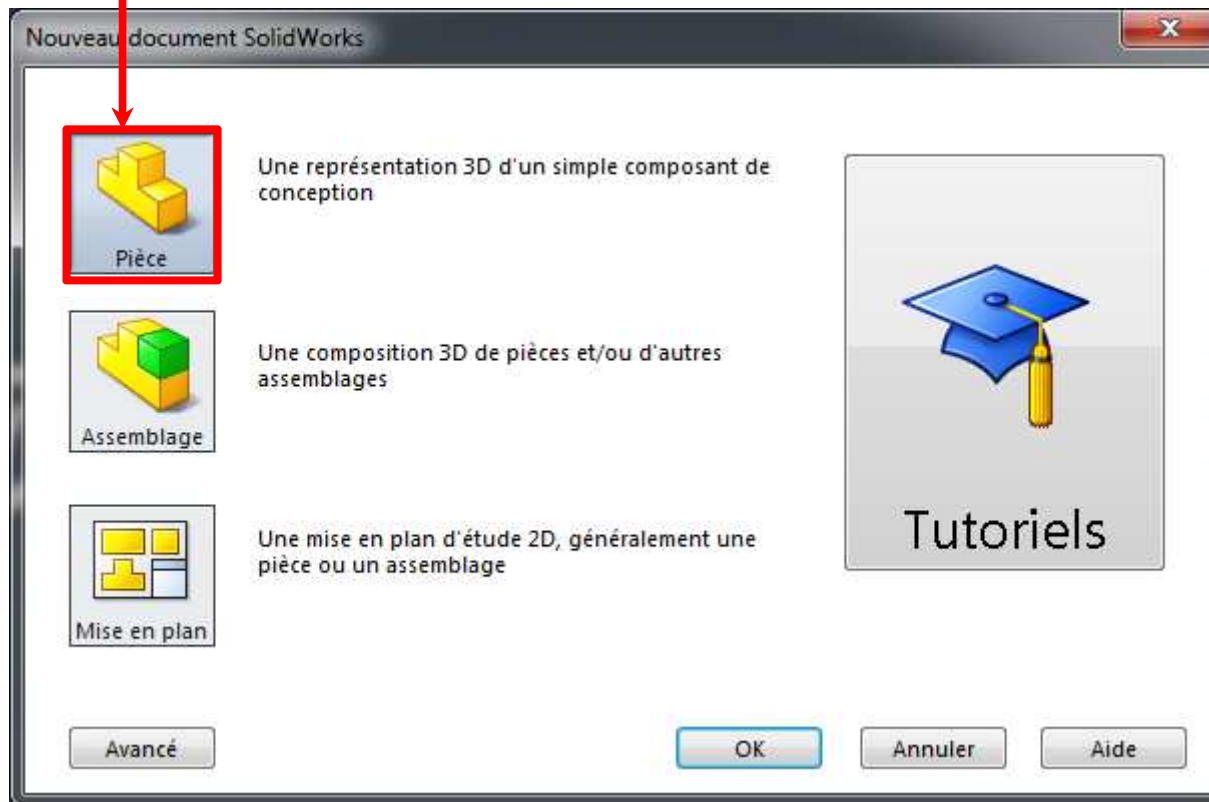 Nouveau document SolidWorks
Une représentation 3D d'un simple composant de
conception
Pièce
Une composition 3D de pièces et/ou d'autres
assemblages
Assemblage
Une mise en plan d'étude 2D, généralement une
pièce ou un assemblage
Mise en plan
Tutoriels
Avancé
OK
Annuler
Aide